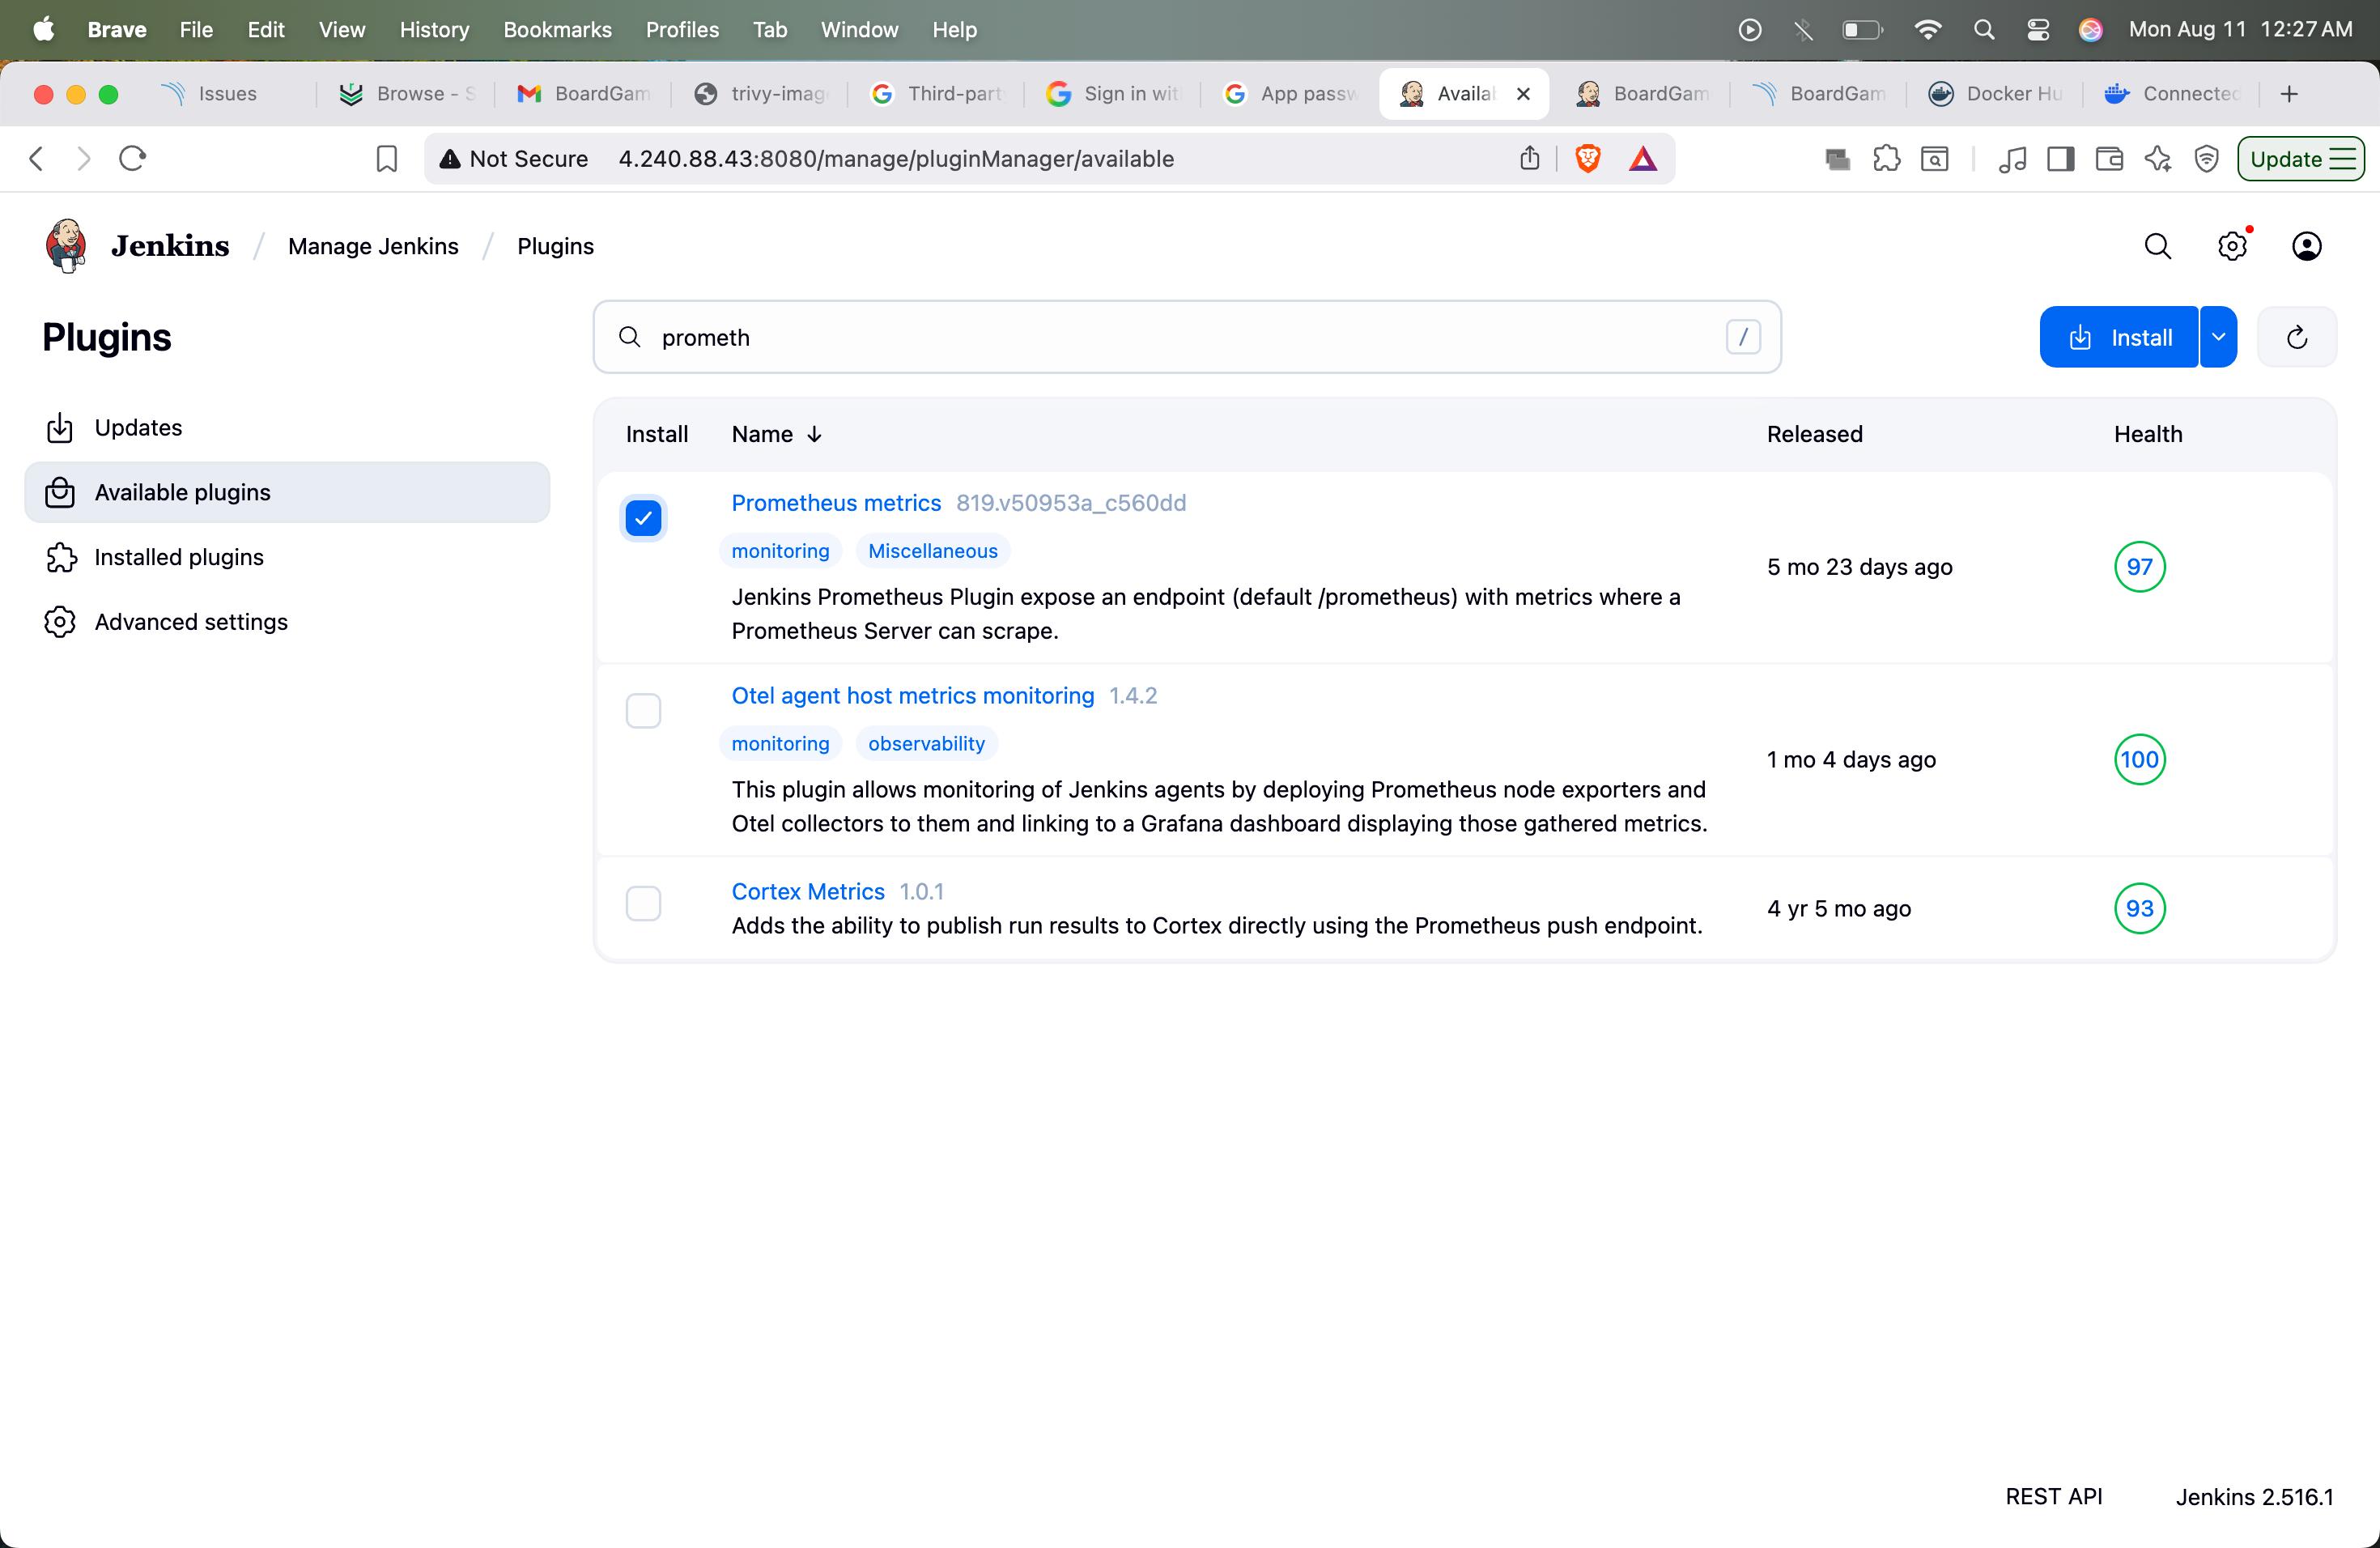 Brave File Edit View History Bookmarks Profiles Tab Window Help Mon Aug 11 12:27 AM
Issues Browse - S BoardGam trivy-imag Third-part Sign in wit App passw Availal BoardGam BoardGam Docker Hu Connected
Not Secure 4.240.88.43:8080/manage/pluginManager/available Update
Jenkins / Manage Jenkins / Plugins
Plugins
prometh /
Install
Updates
Available plugins
Installed plugins
Advanced settings
Install Name Released Health
Prometheus metrics 819.v50953a_c560dd
monitoring Miscellaneous
Jenkins Prometheus Plugin expose an endpoint (default /prometheus) with metrics where a
Prometheus Server can scrape.
5 mo 23 days ago
97
Otel agent host metrics monitoring 1.4.2
monitoring observability
This plugin allows monitoring of Jenkins agents by deploying Prometheus node exporters and
Otel collectors to them and linking to a Grafana dashboard displaying those gathered metrics.
1 mo 4 days ago
100
Cortex Metrics 1.0.1
Adds the ability to publish run results to Cortex directly using the Prometheus push endpoint.
4 yr 5 mo ago
93
REST API Jenkins 2.516.1